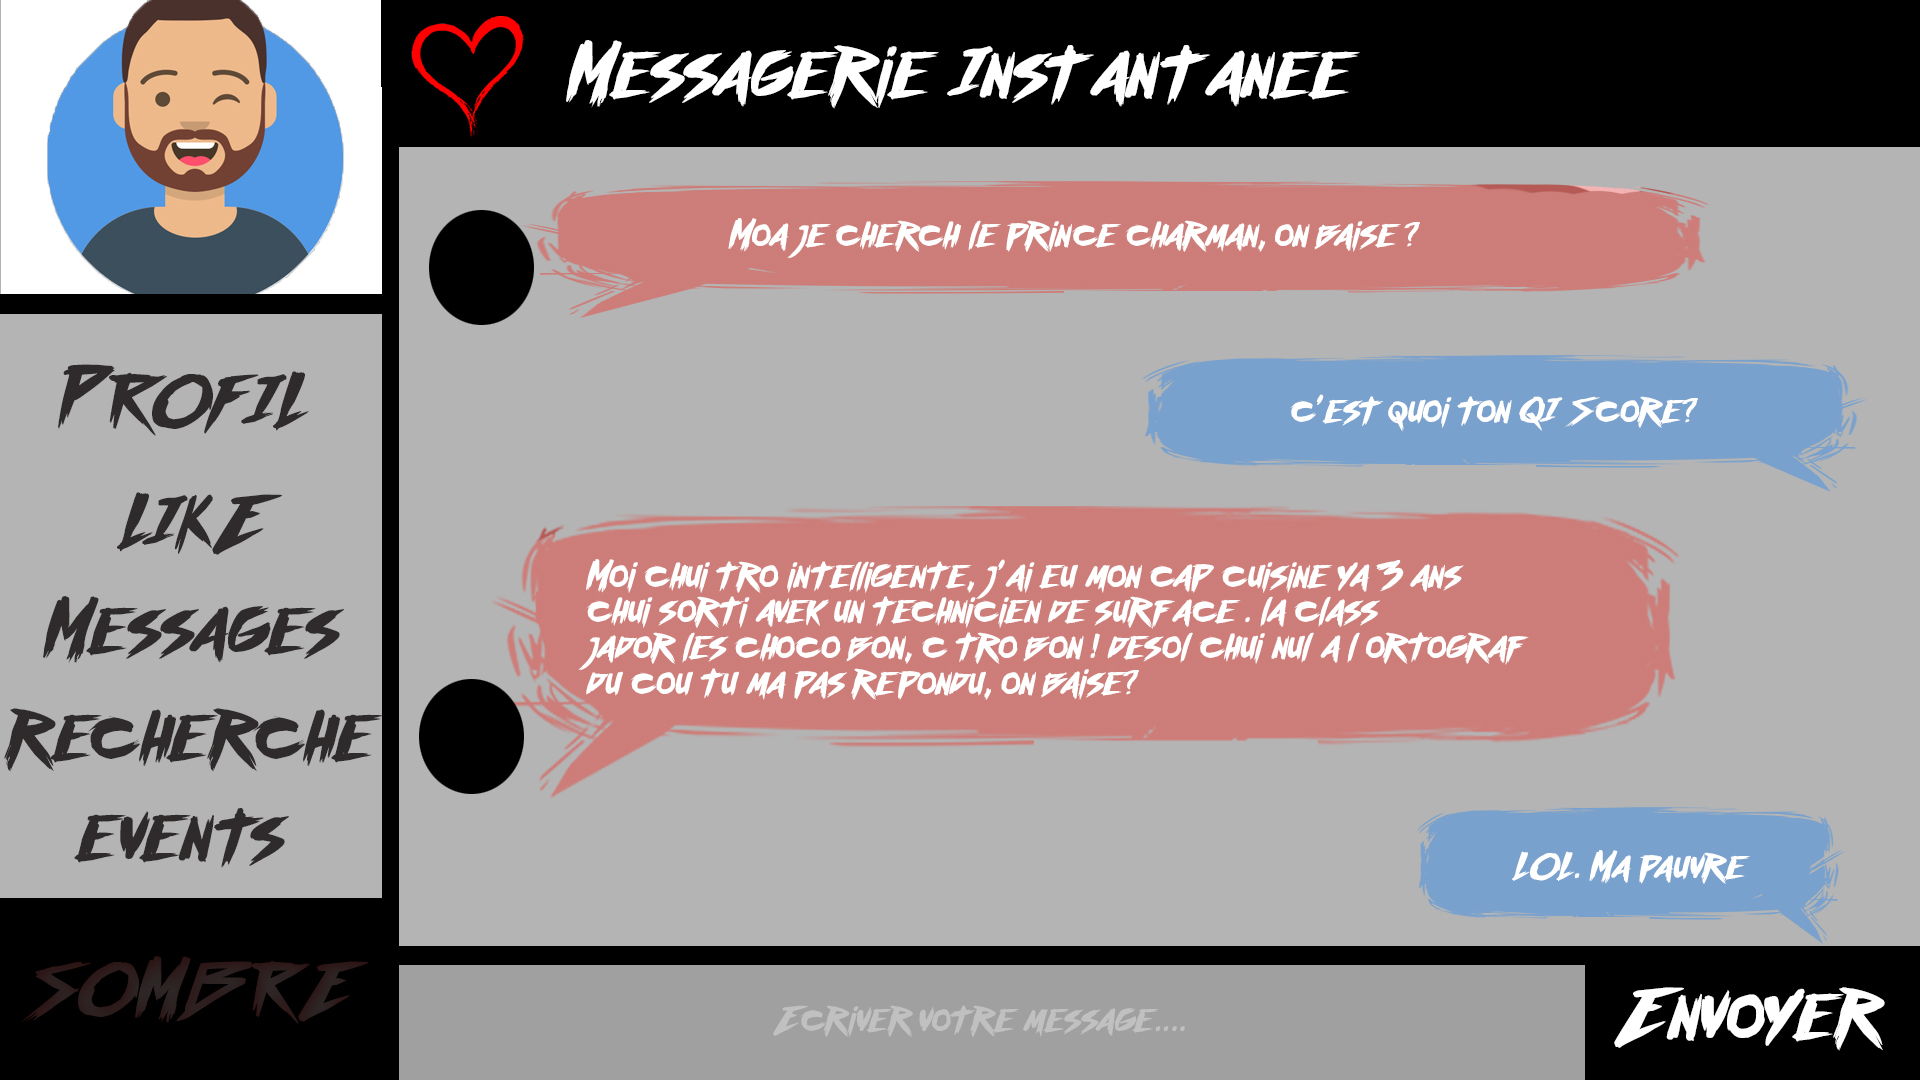 Messagerie Instantanee
Moa je cherch le prince charman, on baise ?
c'est quoi ton QI Score?
Moi chui tro intelligente, j'ai eu mon cap cuisine ya 3 ans
chui sorti avek un technicien de surface . la class
jador les choco bon, c tro bon ! desol chui nul a l ortograf
du cou tu ma pas repondu, on baise?
LOL. Ma pauvre
Profil
Like
Messages
Recherche
Events
Sombre
Ecriver votre message....
Envoyer